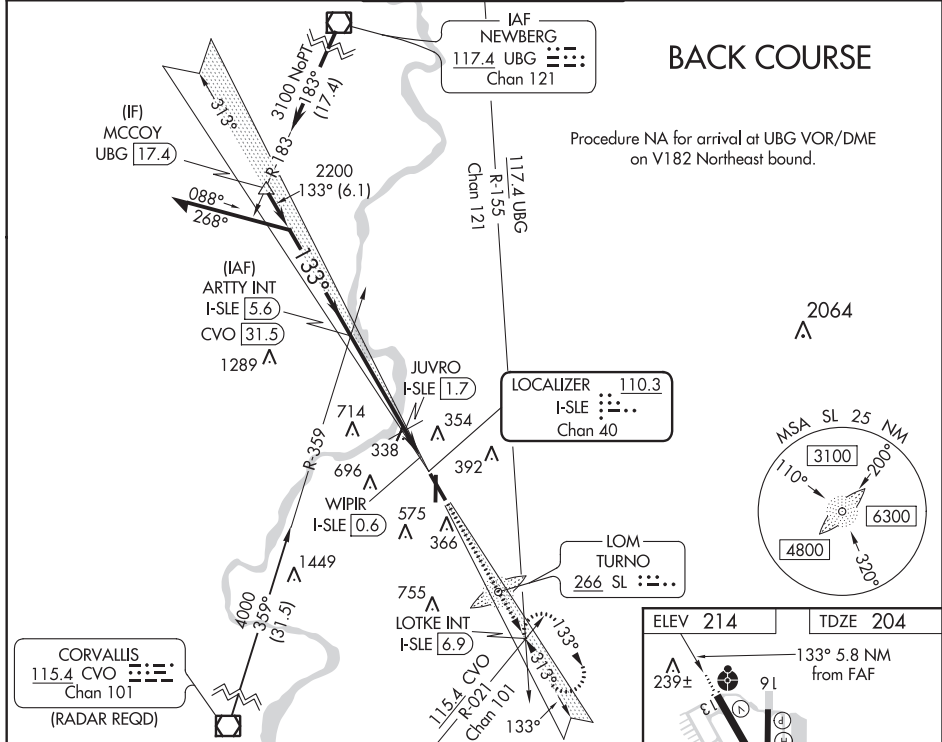 IAF
NEWBERG
117.4 UBG
Chan 121
BACK COURSE
Procedure NA for arrival at UBG VOR/DME
on V182 Northeast bound.
3100 NoPT
183°
(17.4)
R-183
313°
(IF)
MCCOY
UBG 17.4
2200
133° (6.1)
088°
268°
133°
117.4 UBG
R-155
Chan 121
(IAF)
ARTTY INT
I-SLE 5.6
CVO 31.5
1289
2064
JUVRO
I-SLE 1.7
LOCALIZER 110.3
I-SLE
Chan 40
714
338
354
392
696
R-359
WIPIR
I-SLE 0.6
575
366
MSA SL 25 NM
3100
110°
200°
6300
4800
320°
1449
4000
359°
(31.5)
LOM
TURNO
266 SL
755
LOTKE INT
I-SLE 6.9
133°
313°
115.4 CVO
R-021
Chan 101
133°
CORVALLIS
115.4 CVO
Chan 101
(RADAR REQD)
ELEV 214
TDZE 204
133° 5.8 NM
from FAF
239±
13
V
16
P